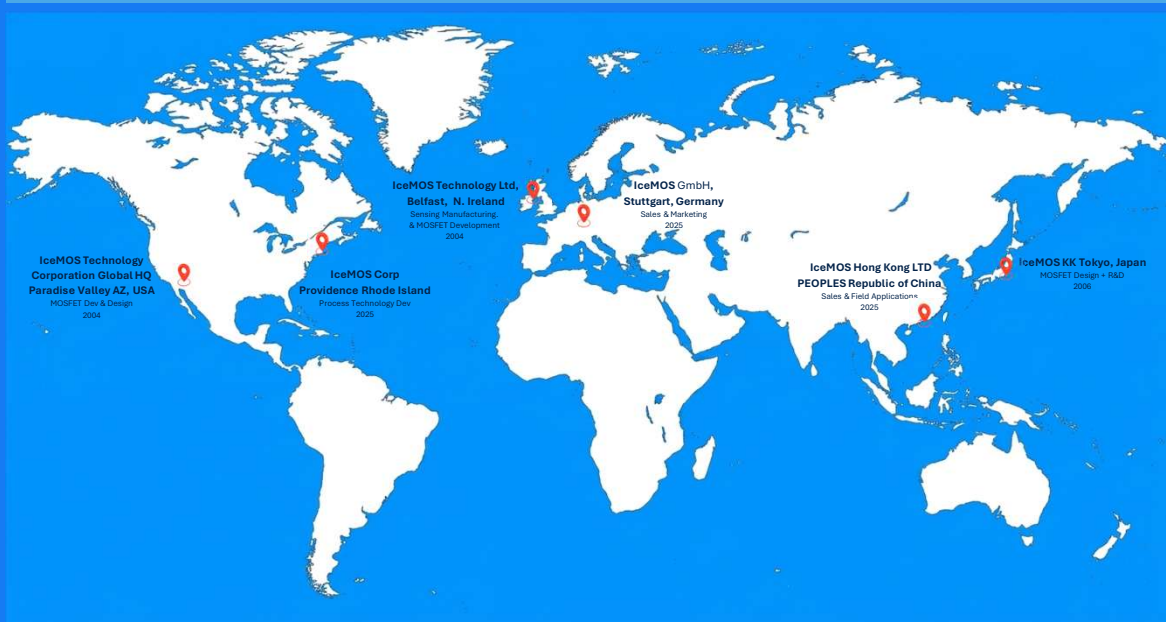 IceMOS Technology Ltd,
Belfast, N. Ireland
Sensing Manufacturing.
& MOSFET Development
2004
IceMOS GmbH,
Stuttgart, Germany
Sales & Marketing
2025
IceMOS Technology
Corporation Global HQ
Paradise Valley AZ, USA
MOSFET Dev & Design
2004
IceMOS Corp
Providence Rhode Island
Process Technology Dev
2025
IceMOS Hong Kong LTD
PEOPLES Republic of China
Sales & Field Applications
2025
IceMOS KK Tokyo, Japan
MOSFET Design + R&D
2006